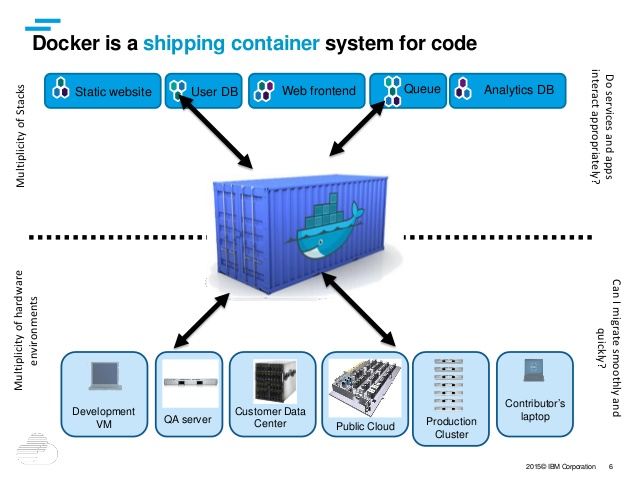 Docker is a shipping container system for code
Multiplicity of Stacks
Static website
User DB
Web frontend
Queue
Analytics DB
Do services and apps
interact appropriately?
Multiplicity of hardware
environments
Can I migrate smoothly and
quickly?
Development
VM
QA server
Customer Data
Center
Public Cloud
Production
Cluster
Contributor’s
laptop
2015© IBM Corporation 6